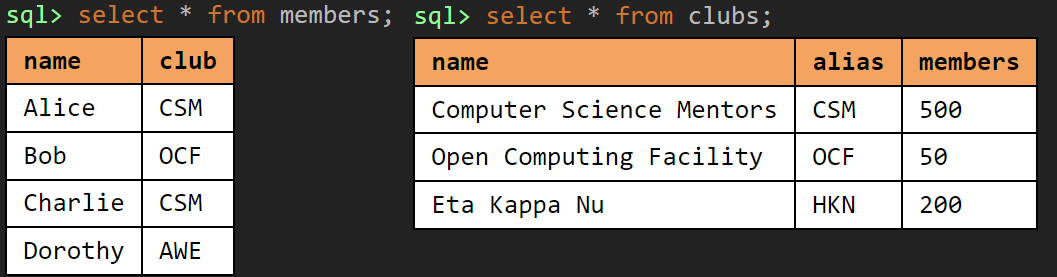 sql> select * from members;
name club
Alice CSM
Bob OCF
Charlie CSM
Dorothy AWE
sql> select * from clubs;
name alias members
Computer Science Mentors CSM 500
Open Computing Facility OCF 50
Eta Kappa Nu HKN 200